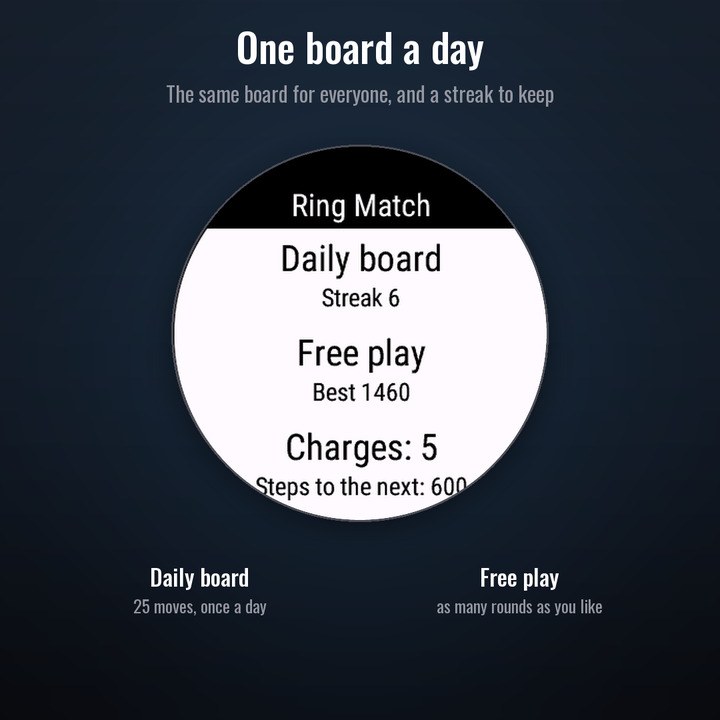 One board a day
The same board for everyone, and a streak to keep
Ring Match
Daily board
Streak 6
Free play
Best 1460
Charges: 5
Steps to the next: 600
Daily board
25 moves, once a day
Free play
as many rounds as you like